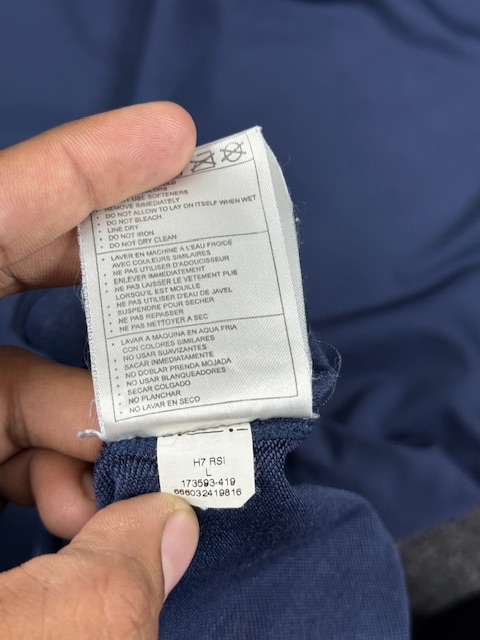 USE SOFTENERS
REMOVE IMMEDIATELY
• DO NOT ALLOW TO LAY ON ITSELF WHEN WET
• DO NOT BLEACH
• LINE DRY
• DO NOT IRON
• DO NOT DRY CLEAN
• LAVER EN MACHINE A L'EAU FROIDE
AVEC COULEURS SIMILAIRES
• NE PAS UTILISER D'ADOUCISSEUR
• ENLEVER IMMEDIATEMENT
• NE PAS LAISSER LE VETEMENT PLIE
LORSQU'IL EST MOUILLE
• NE PAS UTILISER D'EAU DE JAVEL
• SUSPENDRE POUR SECHER
• NE PAS REPASSER
• NE PAS NETTOYER A SEC
• LAVAR A MAQUINA EN AGUA FRIA
CON COLORES SIMILARES
• NO USAR SUAVIZANTES
• SACAR IMMEDIATAMENTE
• NO DOBLAR PRENDA MOJADA
• NO USAR BLANQUEADORES
• SECAR COLGADO
• NO PLANCHAR
• NO LAVAR EN SECO
H7 RSI
L
173593-419
666032419816